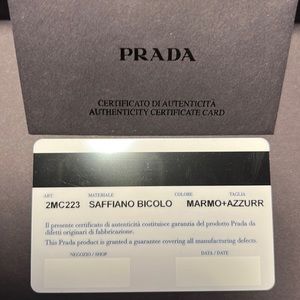 PRADA
CERTIFICATO DI AUTENTICITÀ
AUTHENTICITY CERTIFICATE CARD
ART MATERIALE COLORE TAGLIA
2MC223 SAFFIANO BICOLO MARMO+AZZURR
Il presente certificato di autenticità costituisce garanzia del prodotto Prada da
difetti originari di fabbricazione.
This Prada product is granted a guarantee covering all manufacturing defects.
NEGOZIO / SHOP DATA / DATE